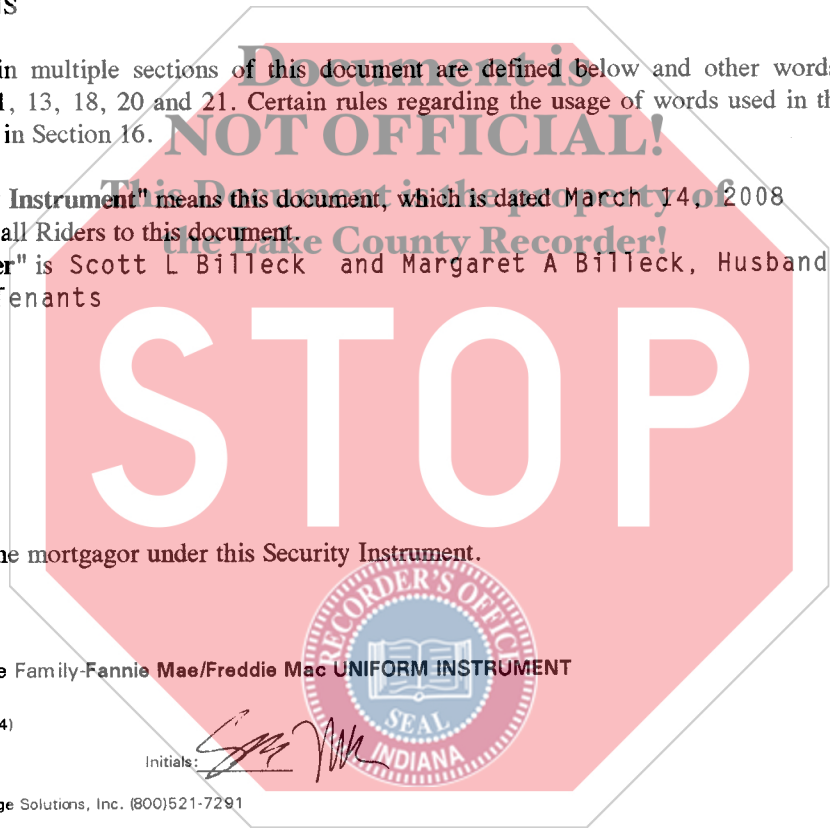 in multiple sections of this document are defined below and other words
, 13, 18, 20 and 21. Certain rules regarding the usage of words used in th
in Section 16.
Document is
NOT OFFICIAL!
This Document is the property of
the Lake County Recorder!
Instrument" means this document, which is dated March 14, 2008
all Riders to this document.
er" is Scott L Billeck and Margaret A Billeck, Husband
enants
STOP
ne mortgagor under this Security Instrument.
RECORDER'S OFFICE
SEAL
INDIANA
e Family-Fannie Mae/Freddie Mac UNIFORM INSTRUMENT
4)
Initials:
ge Solutions, Inc. (800)521-7291